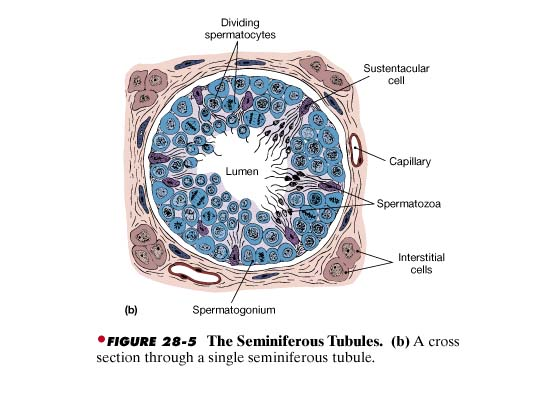 Dividing
spermatocytes
Sustentacular
cell
Capillary
Lumen
Spermatozoa
Interstitial
cells
(b)
Spermatogonium
•FIGURE 28-5 The Seminiferous Tubules. (b) A cross
section through a single seminiferous tubule.